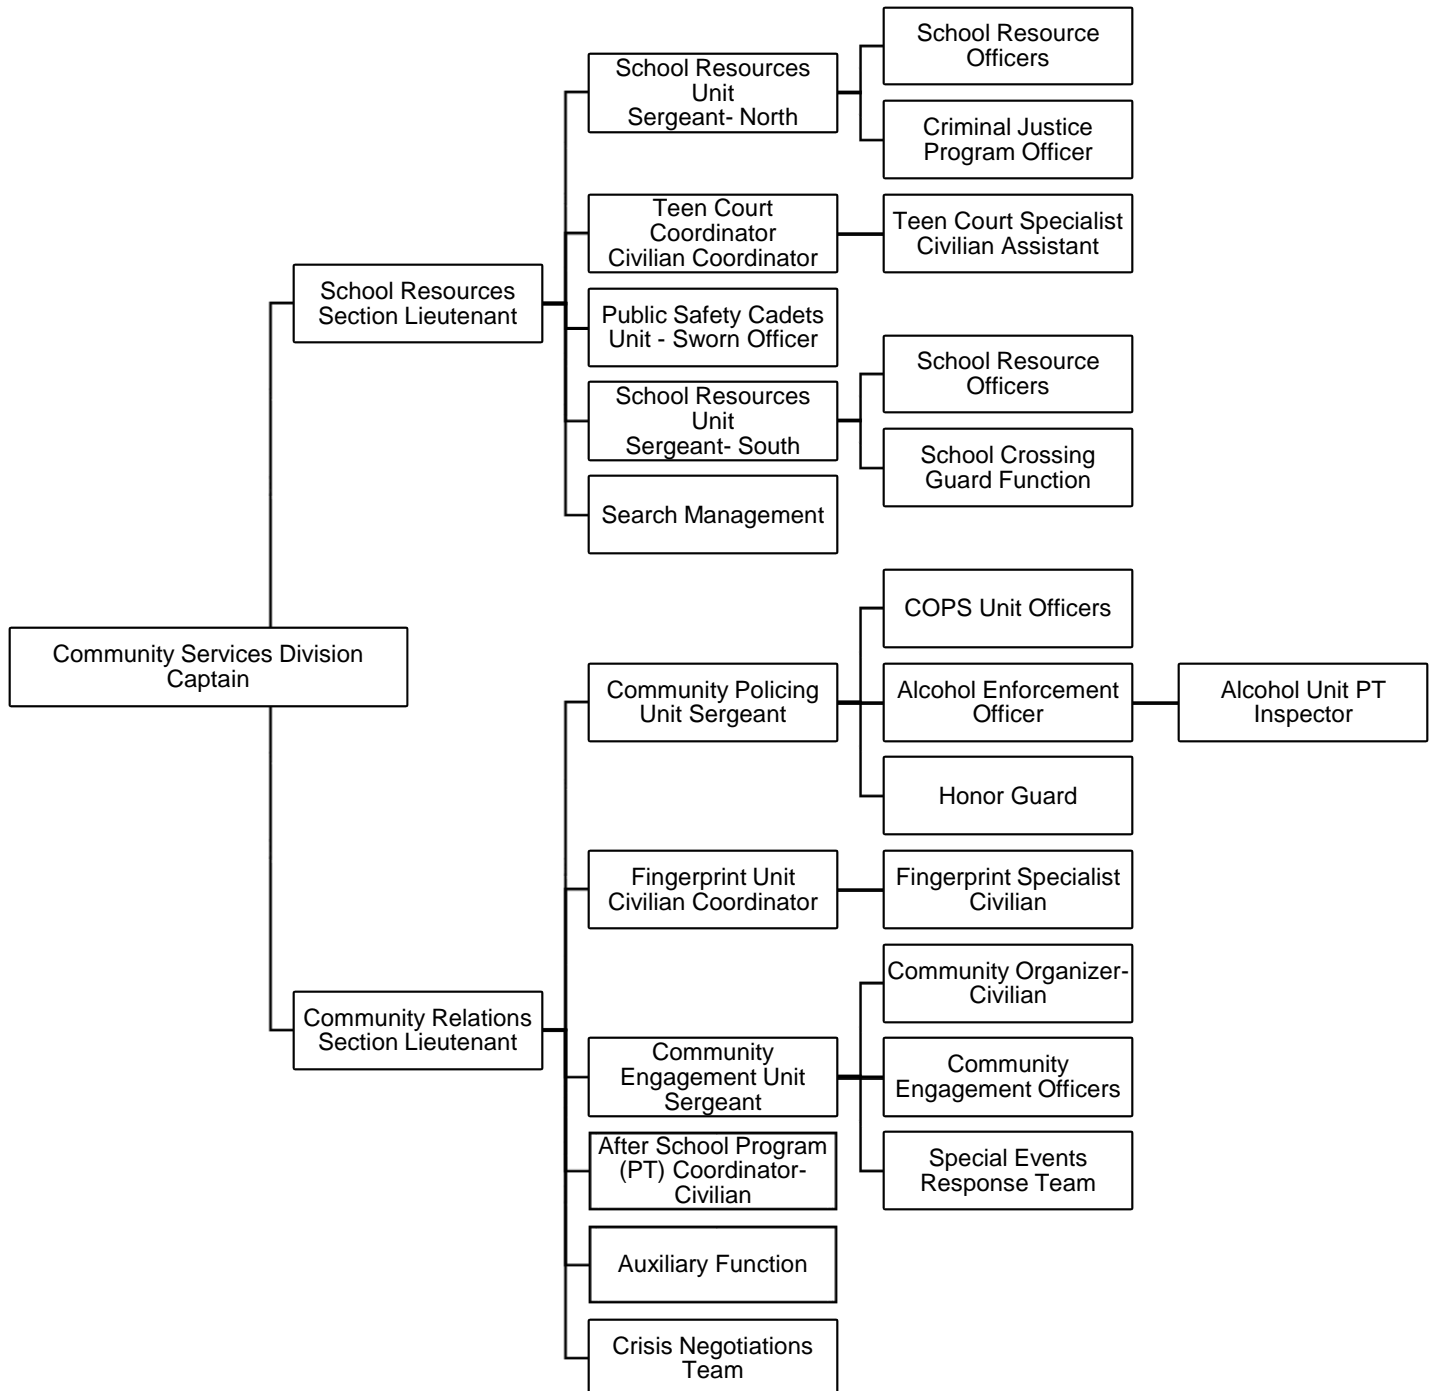 Community Services Division
Captain
School Resources
Section Lieutenant
School Resources
Unit
Sergeant- North
School Resource
Officers
Criminal Justice
Program Officer
Teen Court
Coordinator
Civilian Coordinator
Teen Court Specialist
Civilian Assistant
Public Safety Cadets
Unit - Sworn Officer
School Resources
Unit
Sergeant- South
School Resource
Officers
School Crossing
Guard Function
Search Management
Community Relations
Section Lieutenant
Community Policing
Unit Sergeant
COPS Unit Officers
Alcohol Enforcement
Officer
Alcohol Unit PT
Inspector
Honor Guard
Fingerprint Unit
Civilian Coordinator
Fingerprint Specialist
Civilian
Community
Engagement Unit
Sergeant
Community Organizer-
Civilian
Community
Engagement Officers
Special Events
Response Team
After School Program
(PT) Coordinator-
Civilian
Auxiliary Function
Crisis Negotiations
Team